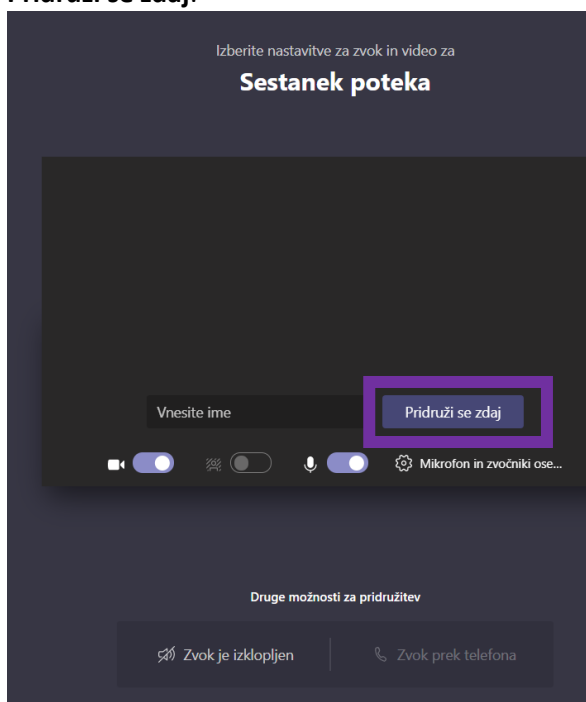 Pridruži se zdaj.
Izberite nastavitve za zvok in video za
Sestanek poteka
Vnesite ime
Pridruži se zdaj
Mikrofon in zvočniki ose...
Druge možnosti za pridružitev
Zvok je izklopljen
Zvok prek telefona